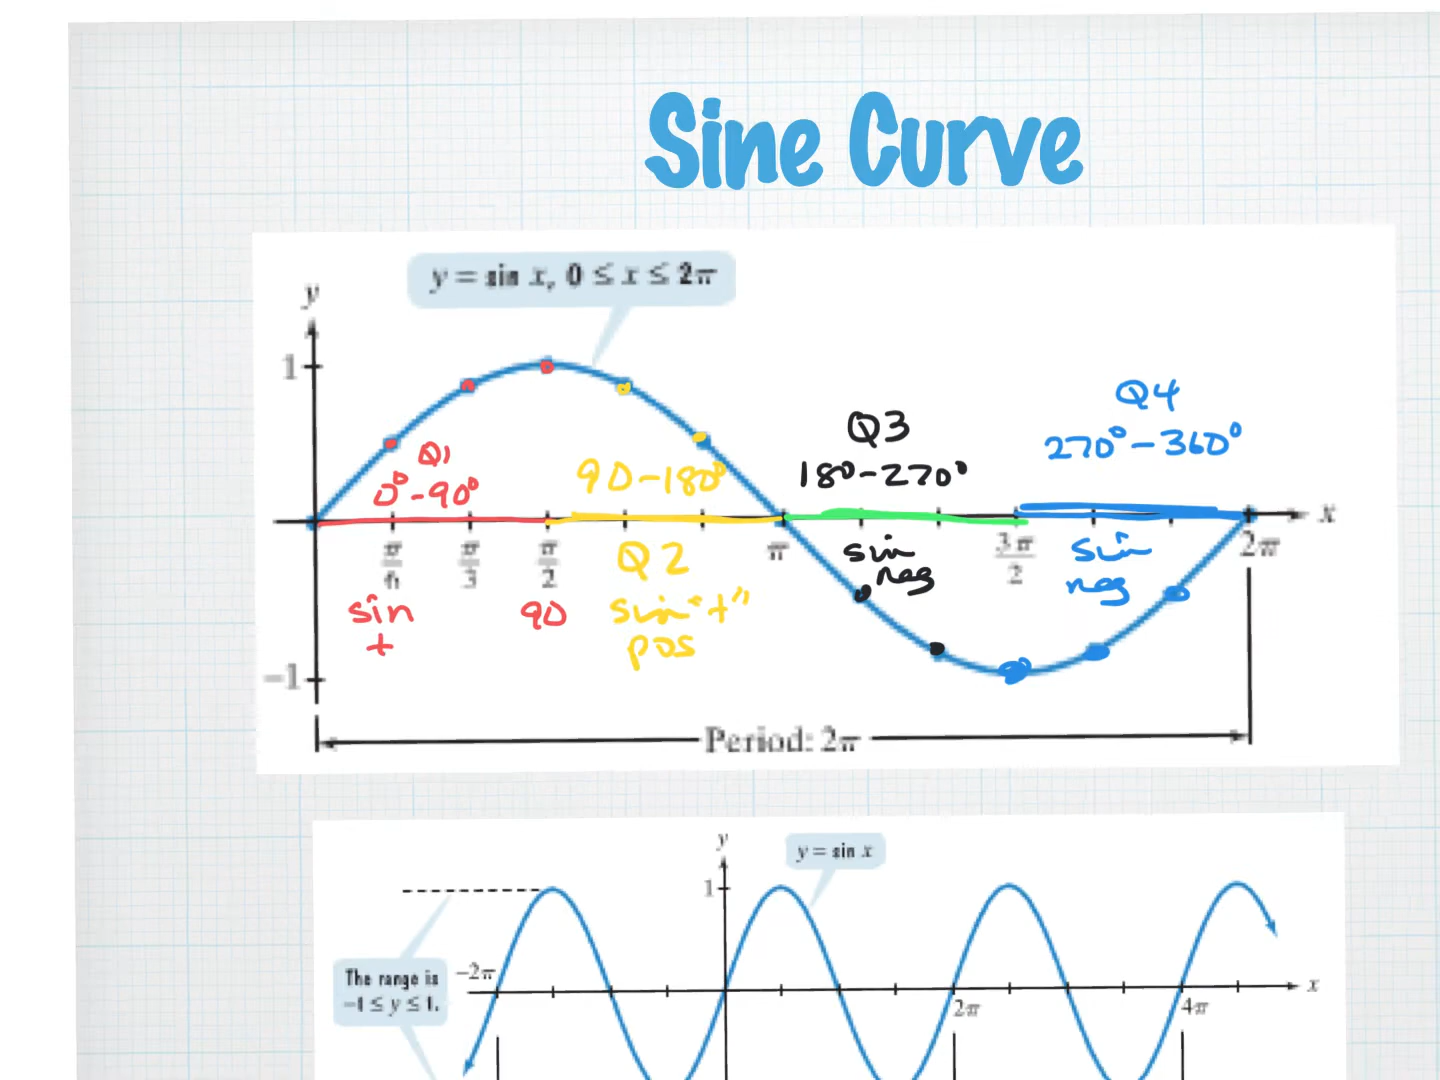 Sine Curve
y = sin x, 0 ≤ x ≤ 2π
y
1
Q1
0°-90°
90-180°
Q3
180-270°
Q4
270°-360°
x
π/6
π/3
π/2
π
3π/2
2π
Q2
sin
neg
sin
neg
sin
+
90
sin "+"
pos
-1
Period: 2π
y
y = sin x
1
The range is
-1 ≤ y ≤ 1.
-2π
2π
4π
x